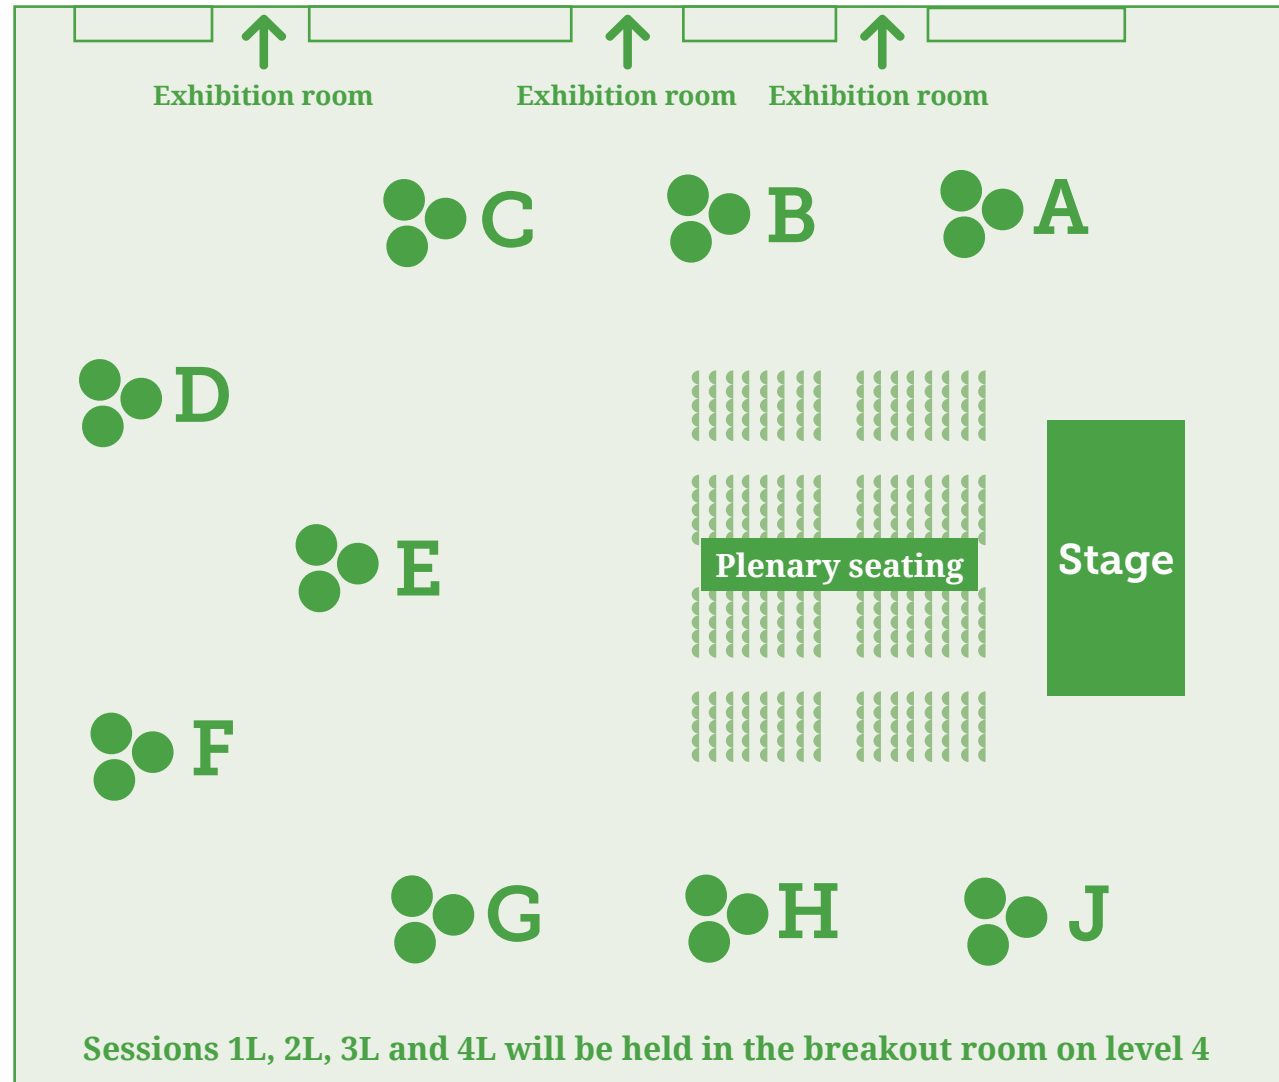 Exhibition room
Exhibition room
Exhibition room
C
B
A
D
E
Plenary seating
Stage
F
G
H
J
Sessions 1L, 2L, 3L and 4L will be held in the breakout room on level 4